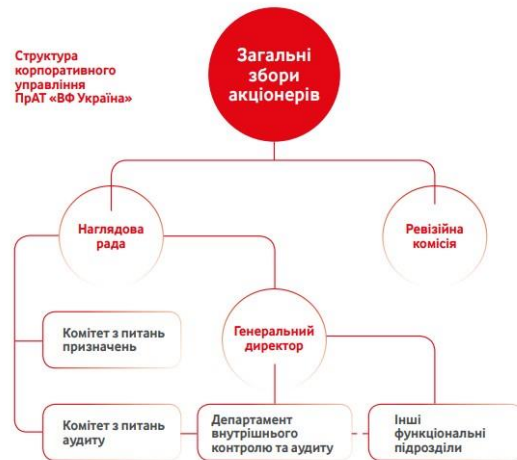 Структура
корпоративного
управління
ПрАТ «ВФ Україна»
Загальні
збори
акціонерів
Наглядова
рада
Ревізійна
комісія
Комітет з питань
призначень
Генеральний
директор
Комітет з питань
аудиту
Департамент
внутрішнього
контролю та аудиту
Інші
функціональні
підрозділи